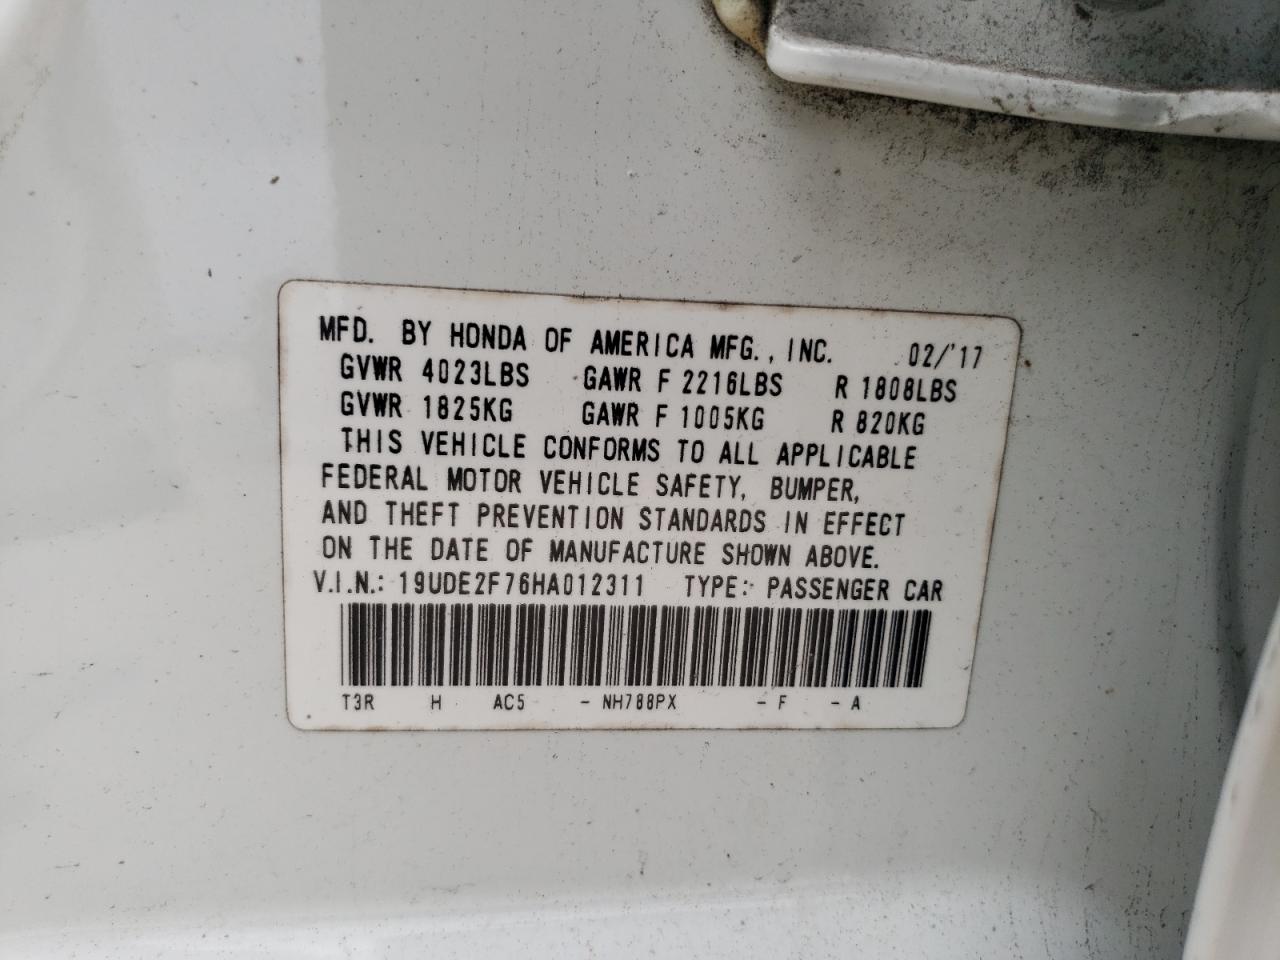 MFD. BY HONDA OF AMERICA MFG., INC. 02/'17
GVWR 4023LBS GAWR F 2216LBS R 1808LBS
GVWR 1825KG GAWR F 1005KG R 820KG
THIS VEHICLE CONFORMS TO ALL APPLICABLE
FEDERAL MOTOR VEHICLE SAFETY, BUMPER,
AND THEFT PREVENTION STANDARDS IN EFFECT
ON THE DATE OF MANUFACTURE SHOWN ABOVE.
V.I.N.: 19UDE2F76HA012311 TYPE: PASSENGER CAR
T3R H AC5 - NH788PX - F - A